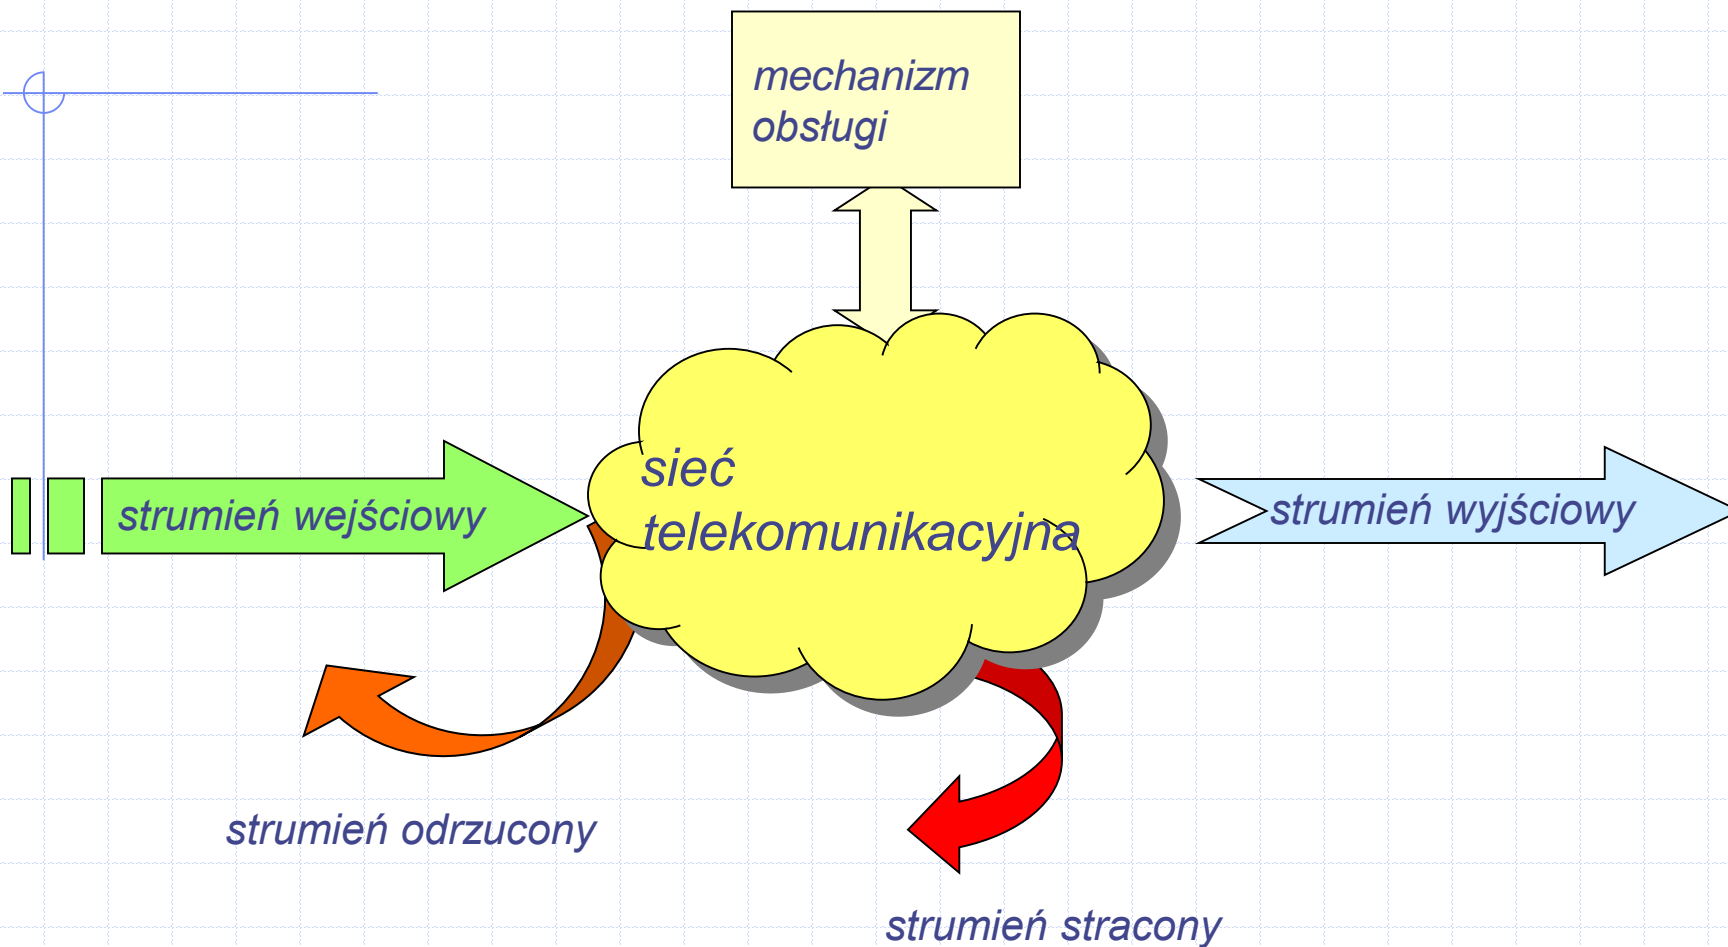 mechanizm
obsługi
sieć
telekomunikacyjna
strumień wejściowy
strumień wyjściowy
strumień odrzucony
strumień stracony